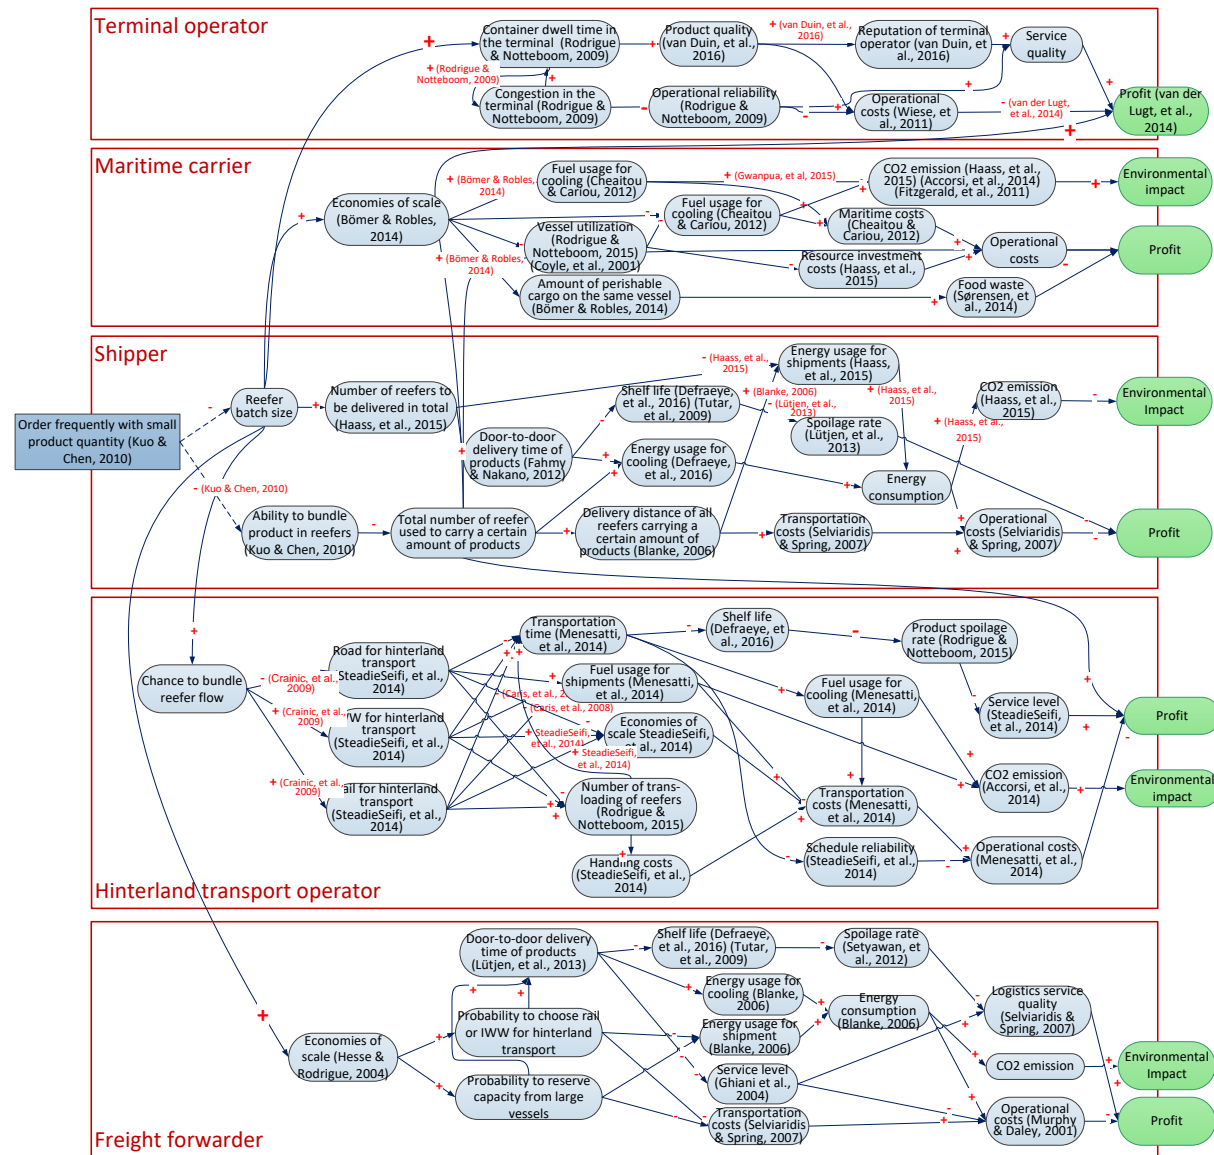 Terminal operator
Container dwell time in
the terminal (Rodrigue
& Notteboom, 2009)
+
Product quality
(van Duin, et al.,
2016)
+ (van Duin, et al.,
2016)
Reputation of terminal
operator (van Duin, et
al., 2016)
+
Service
quality
+
+ (Rodrigue &
Notteboom, 2009)
+
Congestion in the
terminal (Rodrigue &
Notteboom, 2009)
-
Operational reliability
(Rodrigue &
Notteboom, 2009)
+
-
+
Operational
costs (Wiese, et
al., 2011)
- (van der Lugt,
et al., 2014)
+
Profit (van der
Lugt, et al.,
2014)
+
Maritime carrier
+
Economies of scale
(Bömer & Robles,
2014)
+ (Bömer & Robles,
2014)
Fuel usage for
cooling (Cheaitou
& Cariou, 2012)
+ (Gwanpua, et al, 2015)
-
CO2 emission (Haass, et al.,
2015) (Accorsi, et al., 2014)
(Fitzgerald, et al., 2011)
+
Environmental
impact
-
Fuel usage for
cooling (Cheaitou
& Cariou, 2012)
+
+
Maritime costs
(Cheaitou &
Cariou, 2012)
+
Vessel utilization
(Rodrigue &
Notteboom, 2015)
(Coyle, et al., 2001)
-
-
+ (Bömer & Robles,
2014)
-
Resource investment
costs (Haass, et al.,
2015)
+
Operational
costs
-
Profit
Amount of perishable
cargo on the same vessel
(Bömer & Robles, 2014)
+
Food waste
(Sørensen, et
al., 2014)
Shipper
Order frequently with small
product quantity (Kuo &
Chen, 2010)
-
Reefer
batch size
+
Number of reefers to
be delivered in total
(Haass, et al., 2015)
- (Haass, et al.,
2015)
Energy usage for
shipments (Haass,
et al., 2015)
+ (Blanke, 2006)
+ (Haass, et al.,
2015)
CO2 emission
(Haass, et al.,
2015)
-
Environmental
Impact
+
Door-to-door
delivery time of
products (Fahmy
& Nakano, 2012)
-
Shelf life (Defraeye,
et al., 2016) (Tutar,
et al., 2009)
- (Lütjen, et al.,
2013)
Spoilage rate
(Lütjen, et al.,
2013)
+ (Haass, et al.,
2015)
+
+
Energy usage for
cooling (Defraeye,
et al., 2016)
+
Energy
consumption
- (Kuo & Chen, 2010)
Ability to bundle
product in reefers
(Kuo & Chen, 2010)
-
Total number of reefer
used to carry a certain
amount of products
+
Delivery distance of all
reefers carrying a
certain amount of
products (Blanke, 2006)
+
Transportation
costs (Selviaridis
& Spring, 2007)
+
+
+
Operational
costs (Selviaridis
& Spring, 2007)
-
-
Profit
Hinterland transport operator
+
Chance to bundle
reefer flow
- (Crainic, et al.,
2009)
+ (Crainic, et al.,
2009)
+ (Crainic, et al.,
2009)
Road for hinterland
transport
SteadieSeifi, et al.,
2014)
WW for hinterland
transport
(SteadieSeifi, et al.,
2014)
ail for hinterland
transport
(SteadieSeifi, et al.,
2014)
Transportation
time (Menesatti, et
al., 2014)
-
Shelf life
(Defraeye, et
al., 2016)
-
Product spoilage
rate (Rodrigue &
Notteboom, 2015)
+
Fuel usage for
shipments (Menesatti,
et al., 2014)
- (Caris, et al., 2008)
+
Fuel usage for
cooling (Menesatti,
et al., 2014)
-
Service level
(SteadieSeifi, et
al., 2014)
+
+
-
Profit
-
+ SteadieSeifi,
et al., 2014)
+ SteadieSeifi,
et al., 2014)
Economies of
scale SteadieSeifi,
et al., 2014)
Number of trans-
loading of reefers
(Rodrigue &
Notteboom, 2015)
+
Handling costs
(SteadieSeifi, et al.,
2014)
+
-
+
Transportation
costs (Menesatti,
et al., 2014)
+
+
CO2 emission
(Accorsi, et al.,
2014)
+
Environmental
impact
-
Schedule reliability
(SteadieSeifi, et al.,
2014)
+
-
Operational costs
(Menesatti, et al.,
2014)
Freight forwarder
+
Economies of
scale (Hesse &
Rodrigue, 2004)
+
+
Door-to-door delivery
time of products
(Lütjen, et al., 2013)
+
+
Probability to choose rail
or IWW for hinterland
transport
Probability to reserve
capacity from large
vessels
-
Shelf life (Defraeye,
et al., 2016) (Tutar,
et al., 2009)
-
Spoilage rate
(Setyawan, et
al., 2012)
+
Energy usage for
cooling (Blanke,
2006)
+
+
Energy
consumption
(Blanke, 2006)
-
+
Logistics service
quality
(Selviaridis &
Spring, 2007)
-
-
Energy usage for
shipment
(Blanke, 2006)
-
Service level
(Ghiani et al.,
2004)
+
CO2 emission
+
+
Environmental
Impact
-
-
Transportation
costs (Selviaridis
& Spring, 2007)
-
+
+
Operational
costs (Murphy
& Daley, 2001)
-
Profit